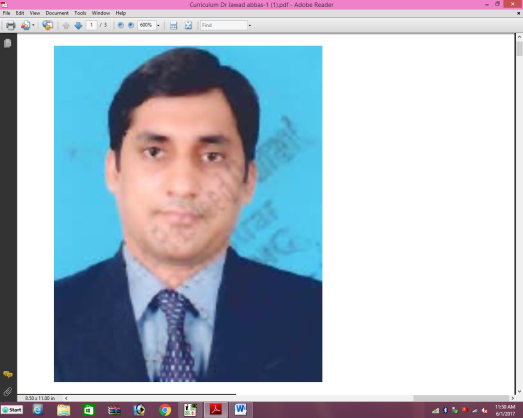 Curriculum Dr Jawad abbas-1 (1).pdf - Adobe Reader
File Edit View Document Tools Window Help
1 / 3 600% Find
8.50 x 11.00 in
Start
11:50 AM
6/1/2017